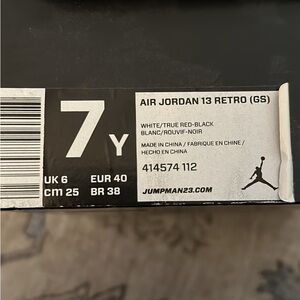 7 Y
UK 6 EUR 40
cm 25 BR 38
AIR JORDAN 13 RETRO (GS)
WHITE/TRUE RED-BLACK
BLANC/ROUVIF-NOIR
MADE IN CHINA / FABRIQUE EN CHINE /
HECHO EN CHINA
414574 112
JUMPMAN23.COM